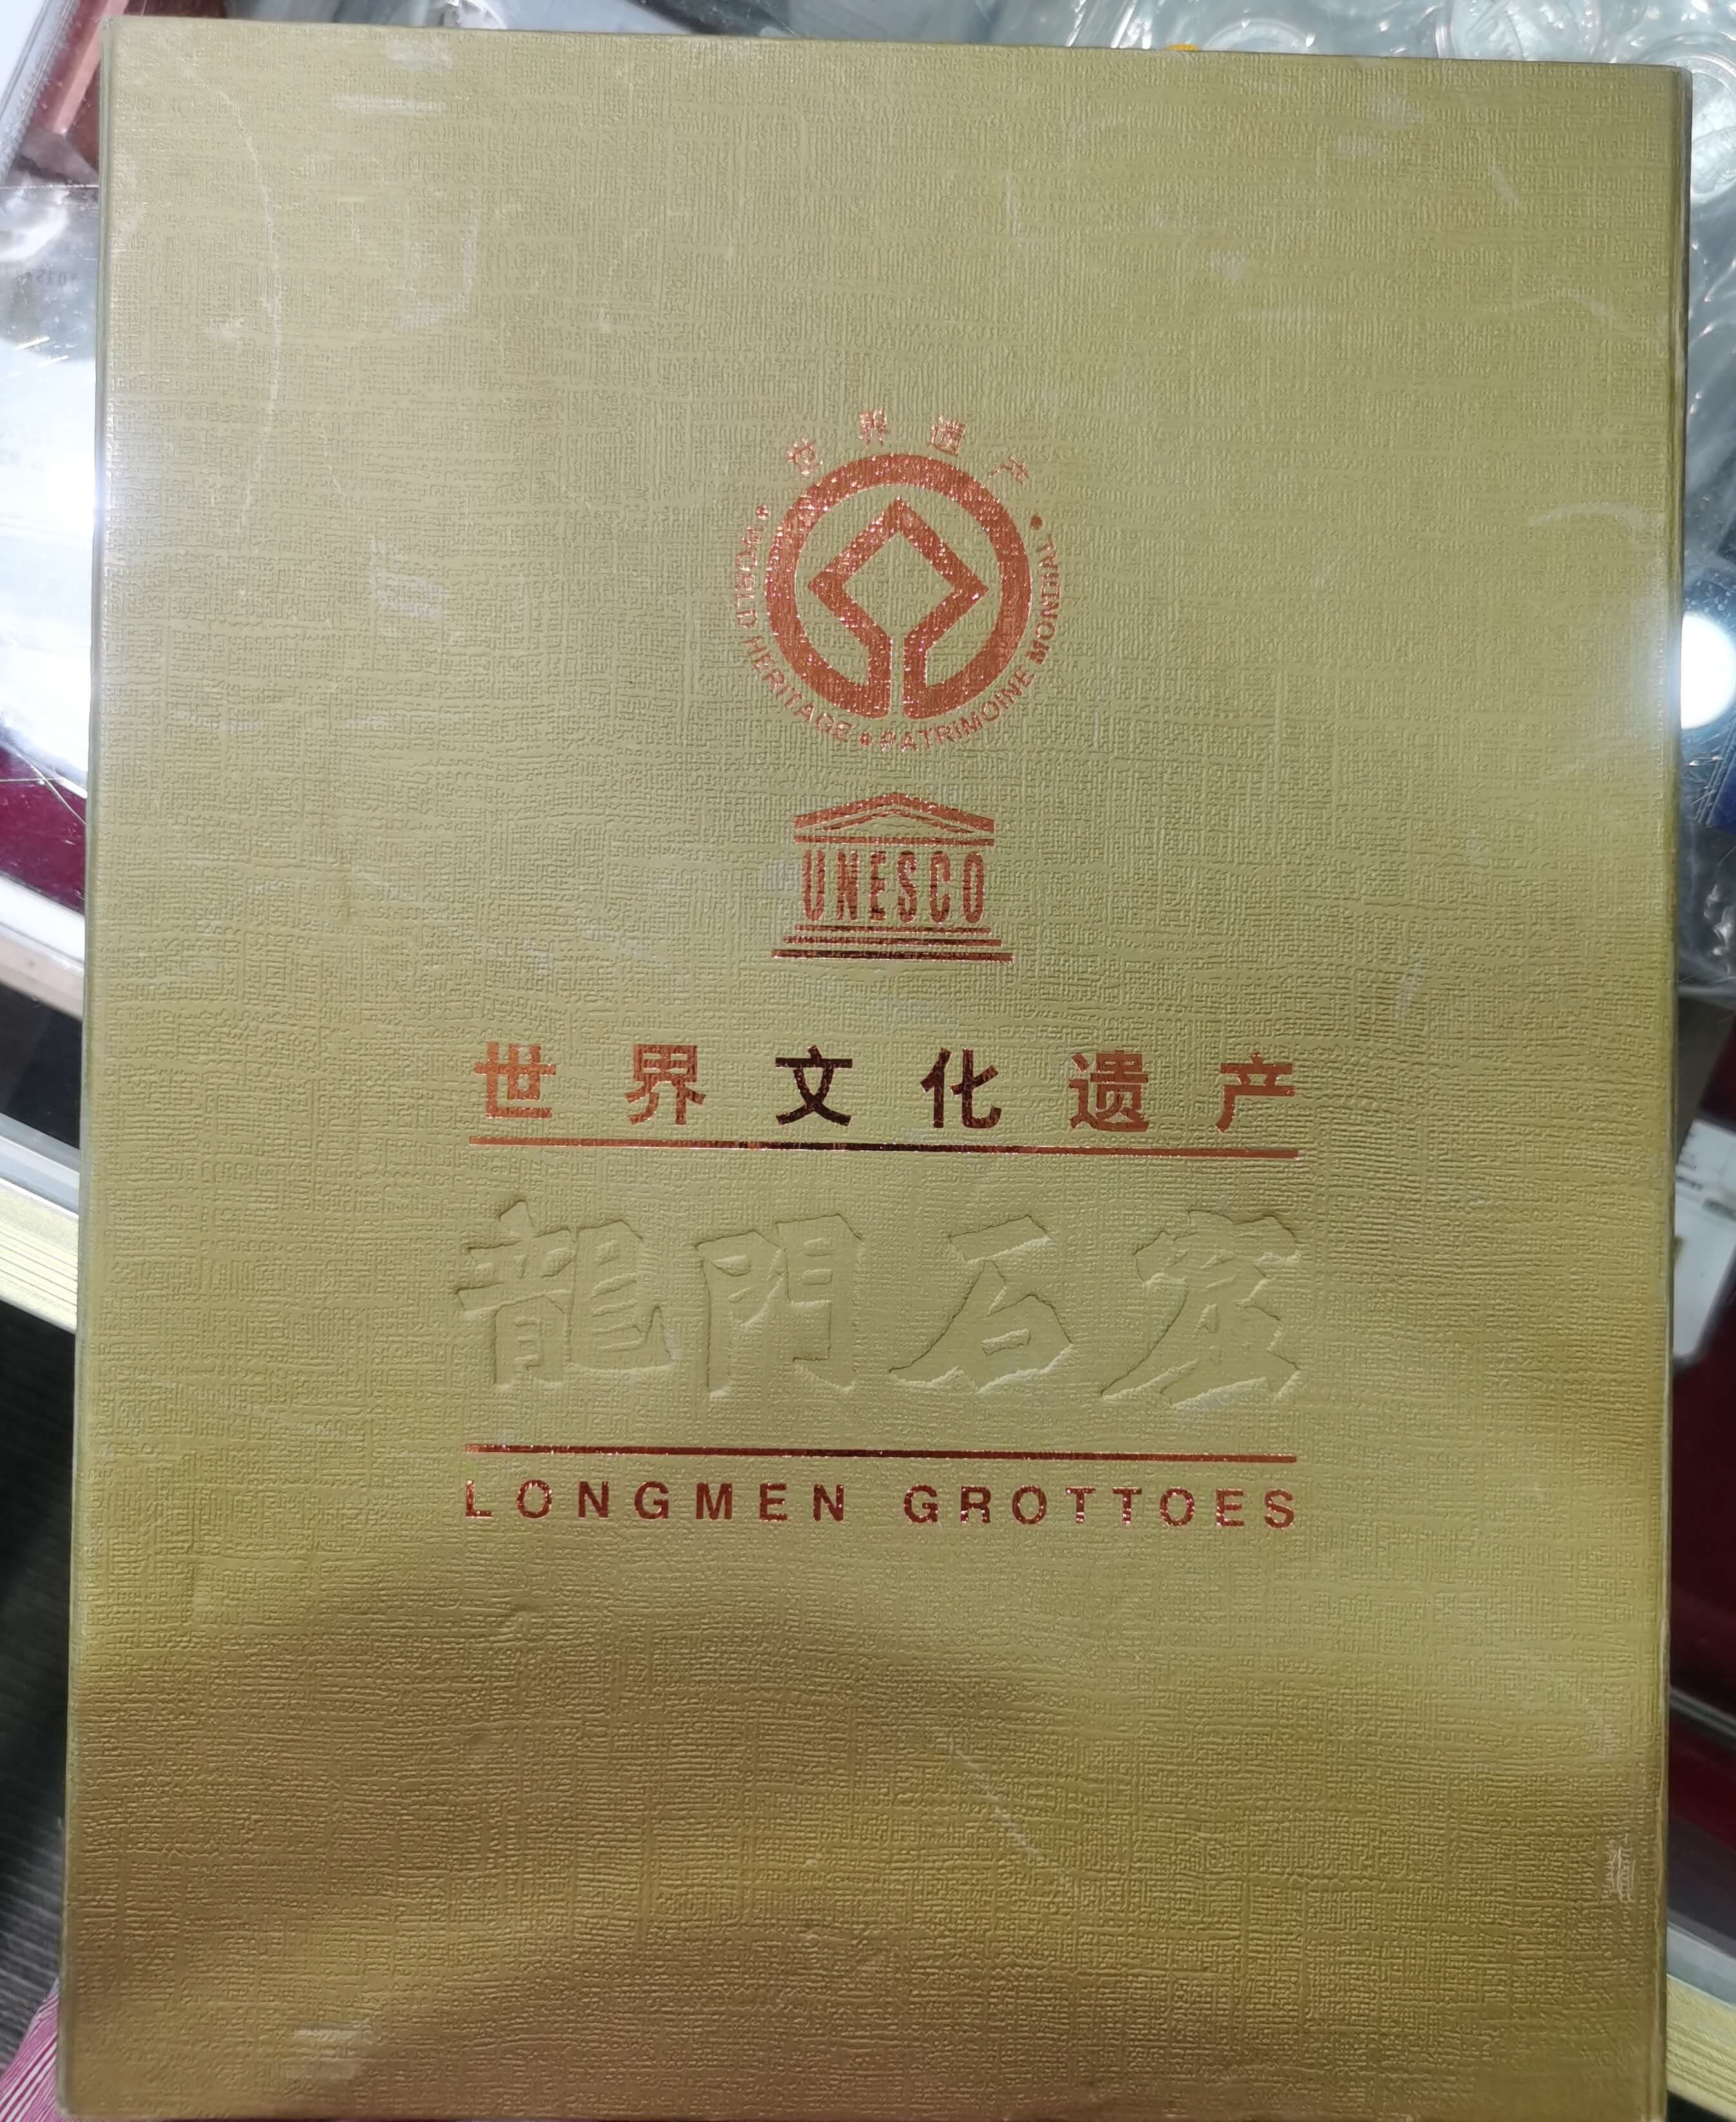 世界遗产
WORLD HERITAGE • PATRIMOINE MONDIAL
UNESCO
世界文化遗产
龍門石窟
LONGMEN GROTTOES